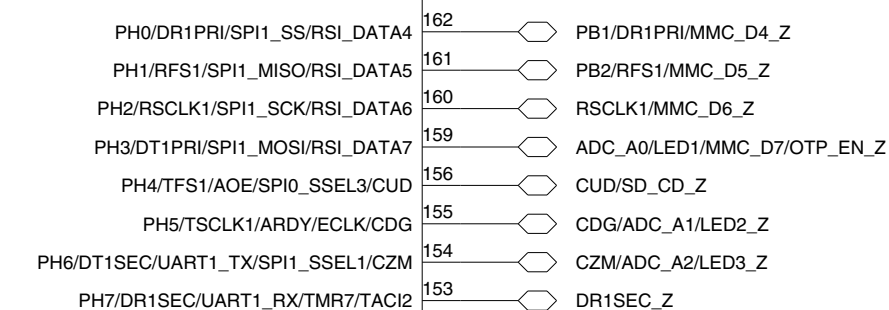 PH0/DR1PRI/SPI1_SS/RSI_DATA4 162 PB1/DR1PRI/MMC_D4_Z
PH1/RFS1/SPI1_MISO/RSI_DATA5 161 PB2/RFS1/MMC_D5_Z
PH2/RSCLK1/SPI1_SCK/RSI_DATA6 160 RSCLK1/MMC_D6_Z
PH3/DT1PRI/SPI1_MOSI/RSI_DATA7 159 ADC_A0/LED1/MMC_D7/OTP_EN_Z
PH4/TFS1/AOE/SPI0_SSEL3/CUD 156 CUD/SD_CD_Z
PH5/TSCLK1/ARDY/ECLK/CDG 155 CDG/ADC_A1/LED2_Z
PH6/DT1SEC/UART1_TX/SPI1_SSEL1/CZM 154 CZM/ADC_A2/LED3_Z
PH7/DR1SEC/UART1_RX/TMR7/TACI2 153 DR1SEC_Z